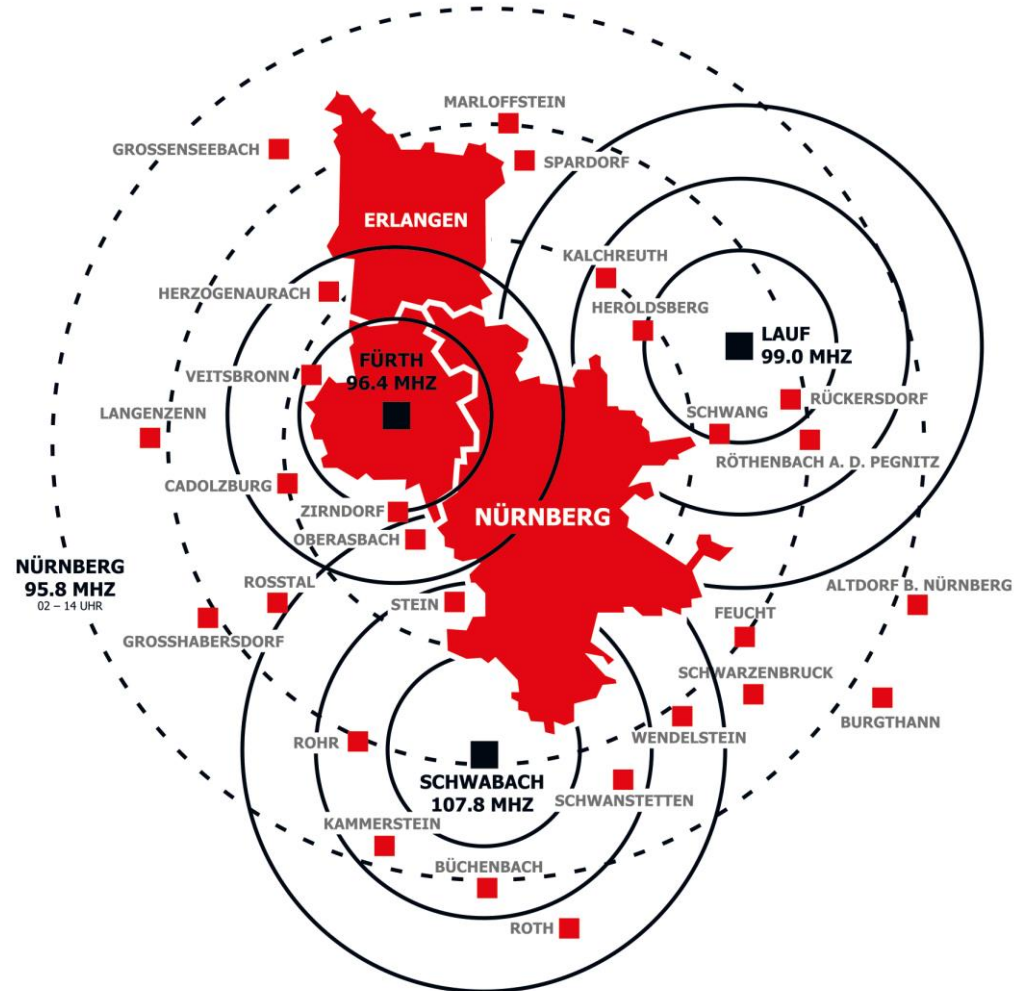 MARLOFFSTEIN
GROSSENSEEBACH
SPARDORF
ERLANGEN
KALCHREUTH
HERZOGENAURACH
HEROLDSBERG
LAUF
99.0 MHZ
FÜRTH
96.4 MHZ
VEITSBRONN
RÜCKERSDORF
LANGENZENN
SCHWANG
RÖTHENBACH A. D. PEGNITZ
CADOLZBURG
ZIRNDORF
NÜRNBERG
OBERASBACH
NÜRNBERG
95.8 MHZ
02 – 14 UHR
ROSSTAL
ALTDORF B. NÜRNBERG
STEIN
FEUCHT
GROSSHABERSDORF
SCHWARZENBRUCK
BURGTHANN
WENDELSTEIN
ROHR
SCHWABACH
107.8 MHZ
SCHWANSTETTEN
KAMMERSTEIN
BÜCHENBACH
ROTH